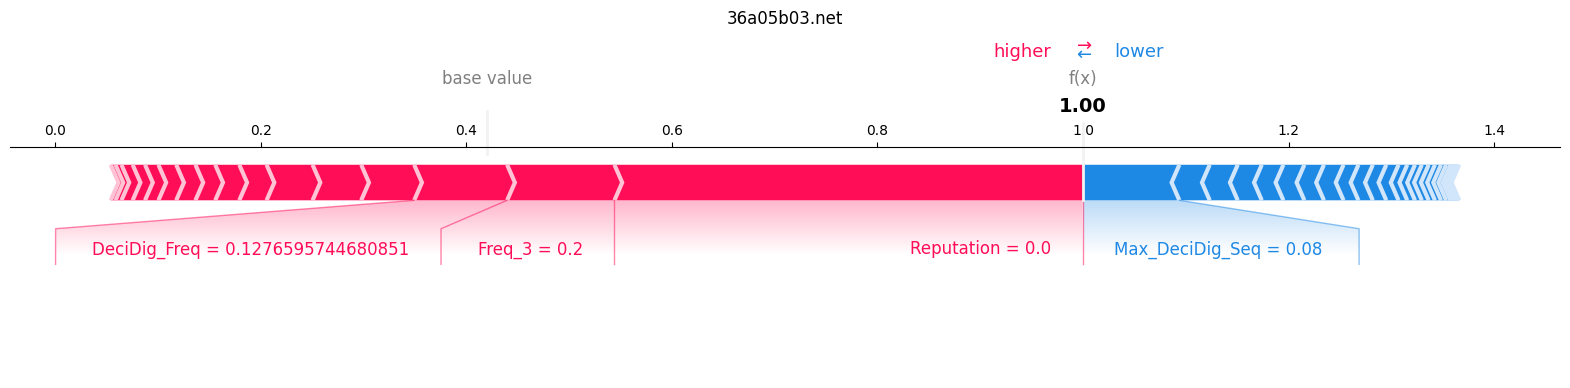 36a05b03.net
higher → ← lower
base value f(x)
1.00
0.0 0.2 0.4 0.6 0.8 1.0 1.2 1.4
DeciDig_Freq = 0.1276595744680851 Freq_3 = 0.2 Reputation = 0.0 Max_DeciDig_Seq = 0.08